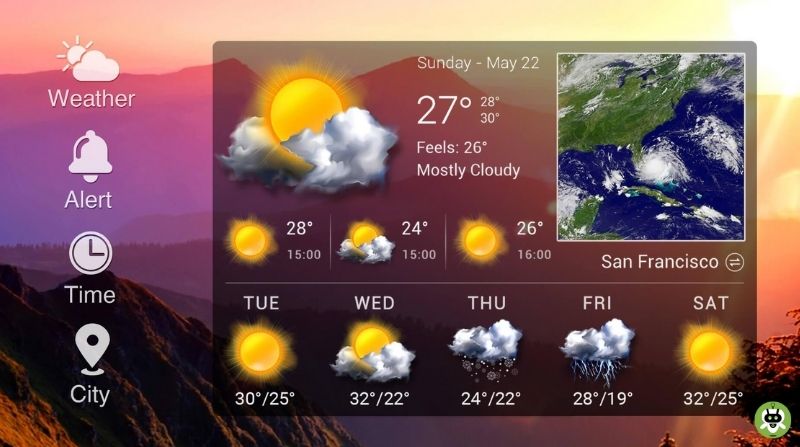 Weather
Alert
Time
City
Sunday - May 22
27° 28°
30°
Feels: 26°
Mostly Cloudy
28° 24° 26°
15:00 15:00 16:00
San Francisco
TUE WED THU FRI SAT
30°/25° 32°/22° 24°/22° 28°/19° 32°/25°